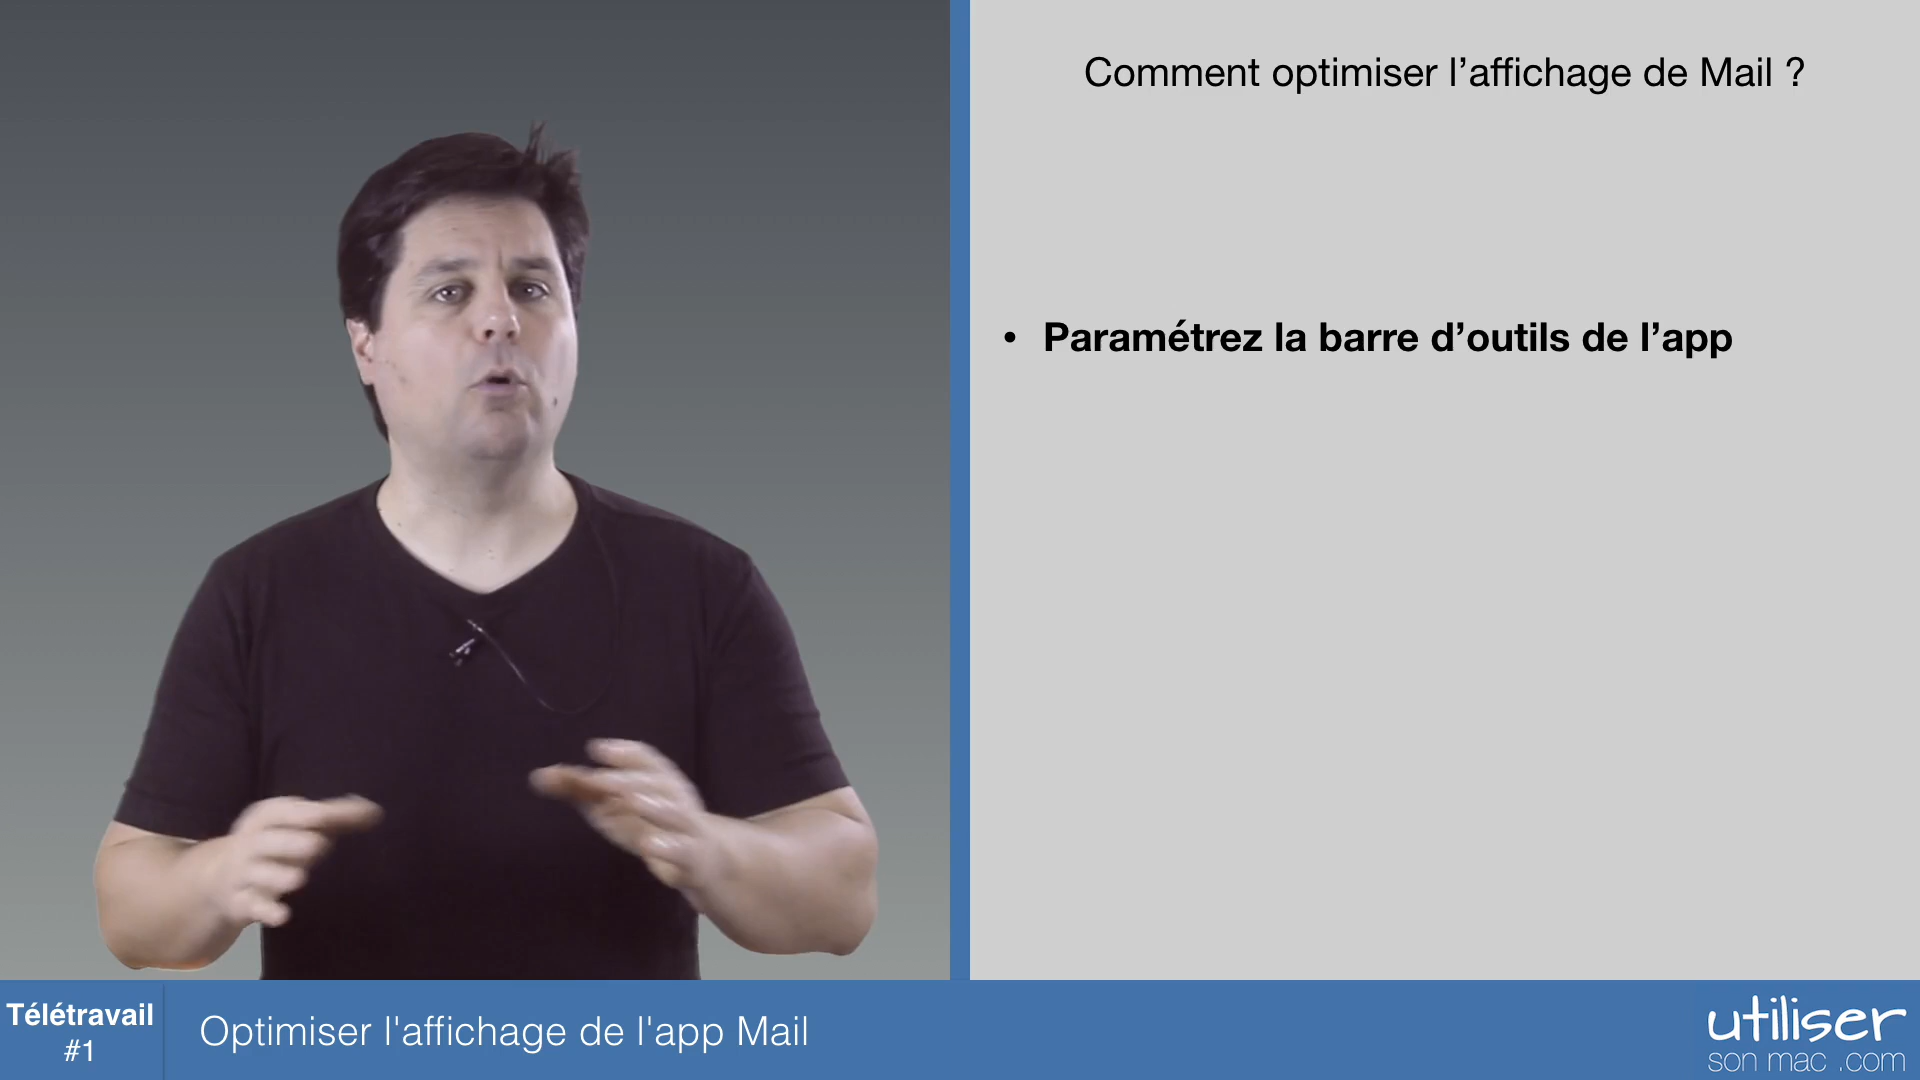 Comment optimiser l’affichage de Mail ?
• Paramétrez la barre d’outils de l’app
Télétravail
#1
Optimiser l'affichage de l'app Mail
utiliser
son mac .com